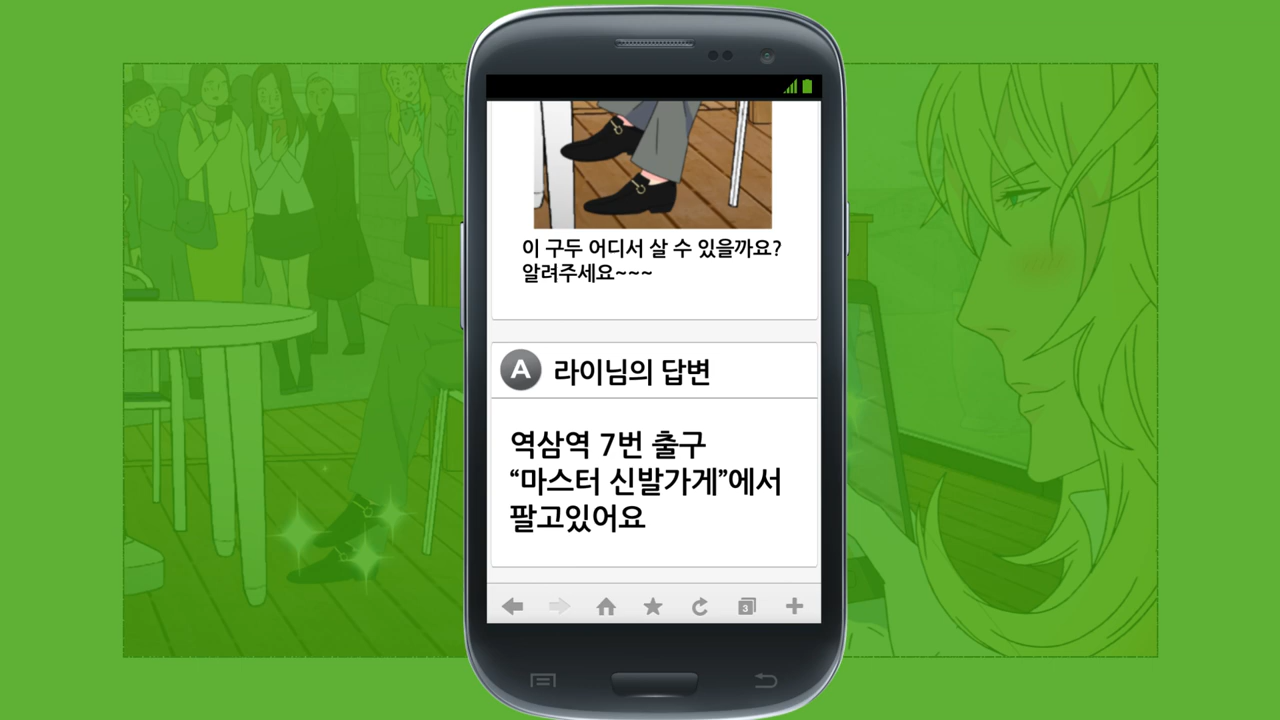 이 구두 어디서 살 수 있을까요?
알려주세요~~~
A 라이님의 답변
역삼역 7번 출구
“마스터 신발가게”에서
팔고있어요
3